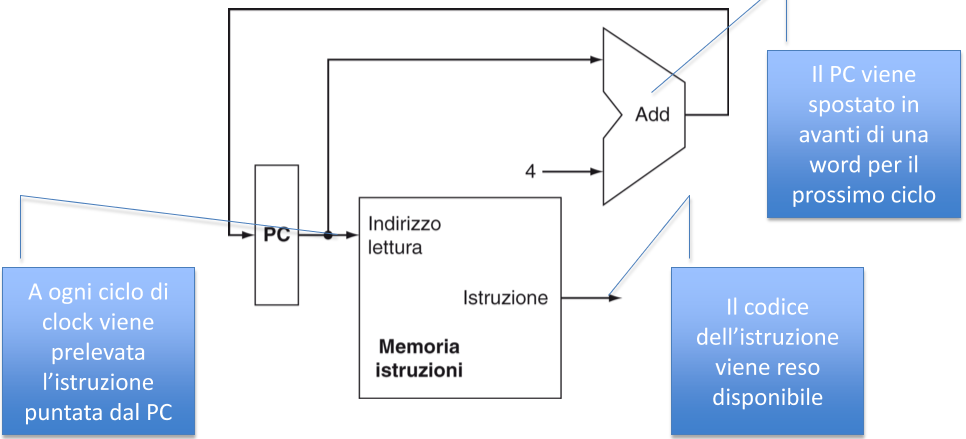 Add
4
PC
Indirizzo
lettura
Istruzione
Memoria
istruzioni
Il PC viene
spostato in
avanti di una
word per il
prossimo ciclo
A ogni ciclo di
clock viene
prelevata
l’istruzione
puntata dal PC
Il codice
dell’istruzione
viene reso
disponibile